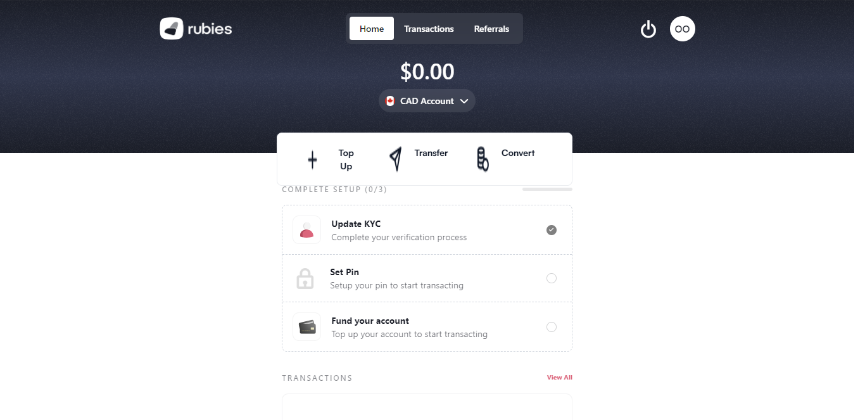 rubies
Home
Transactions
Referrals
OO
$0.00
CAD Account
Top
Up
Transfer
Convert
COMPLETE SETUP (0/3)
Update KYC
Complete your verification process
Set Pin
Setup your pin to start transacting
Fund your account
Top up your account to start transacting
TRANSACTIONS
View All